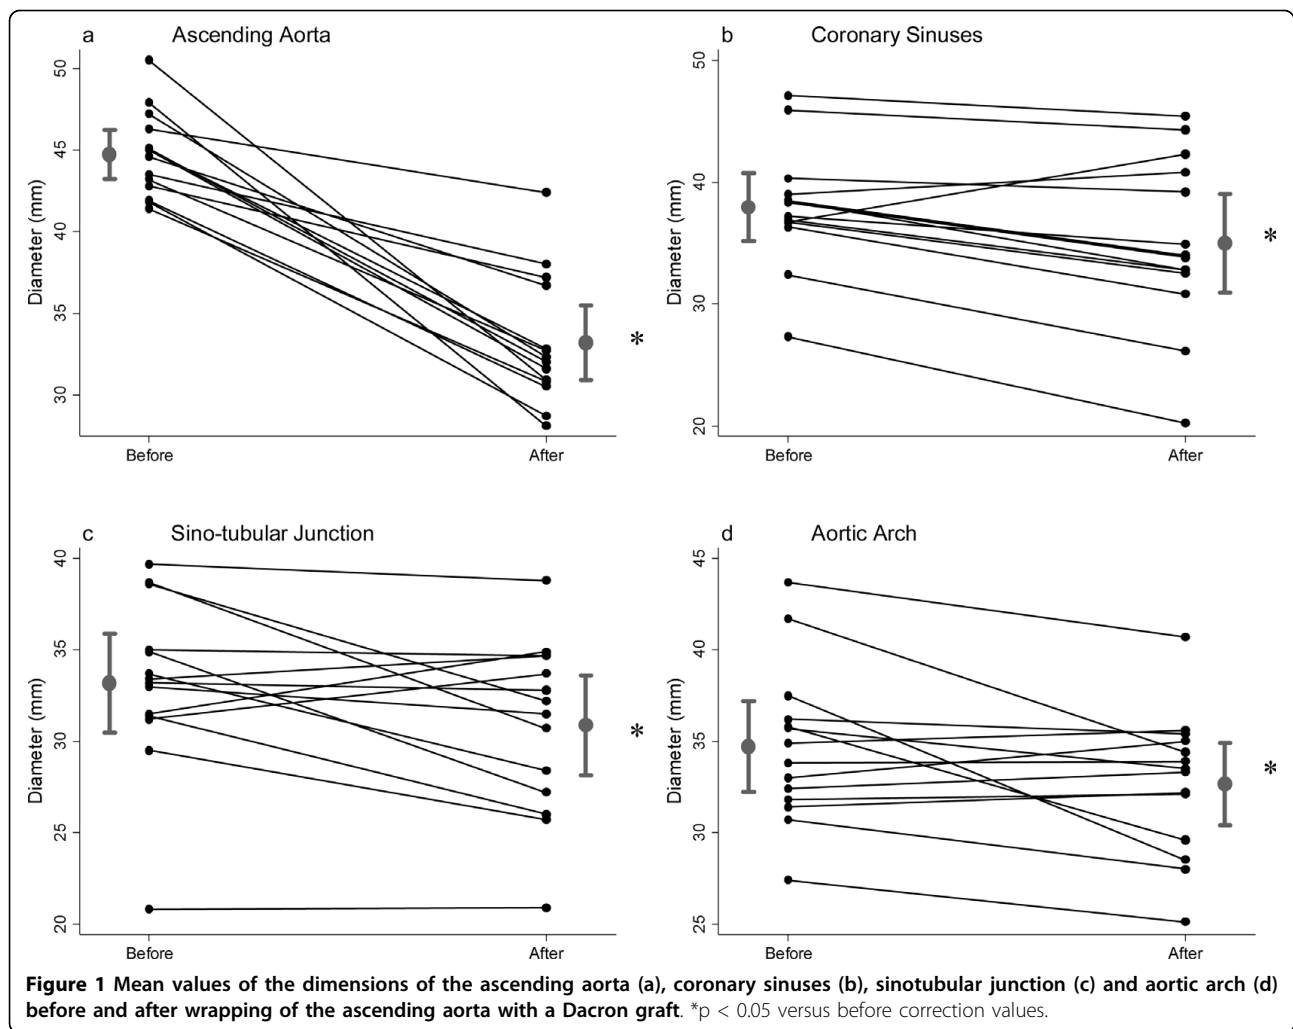 a Ascending Aorta
50
45
40
35
30
Diameter (mm)
Before After
*
b Coronary Sinuses
50
40
30
20
Diameter (mm)
Before After
*
c Sino-tubular Junction
40
35
30
25
20
Diameter (mm)
Before After
*
d Aortic Arch
45
40
35
30
25
Diameter (mm)
Before After
*
Figure 1 Mean values of the dimensions of the ascending aorta (a), coronary sinuses (b), sinotubular junction (c) and aortic arch (d)
before and after wrapping of the ascending aorta with a Dacron graft. *p < 0.05 versus before correction values.